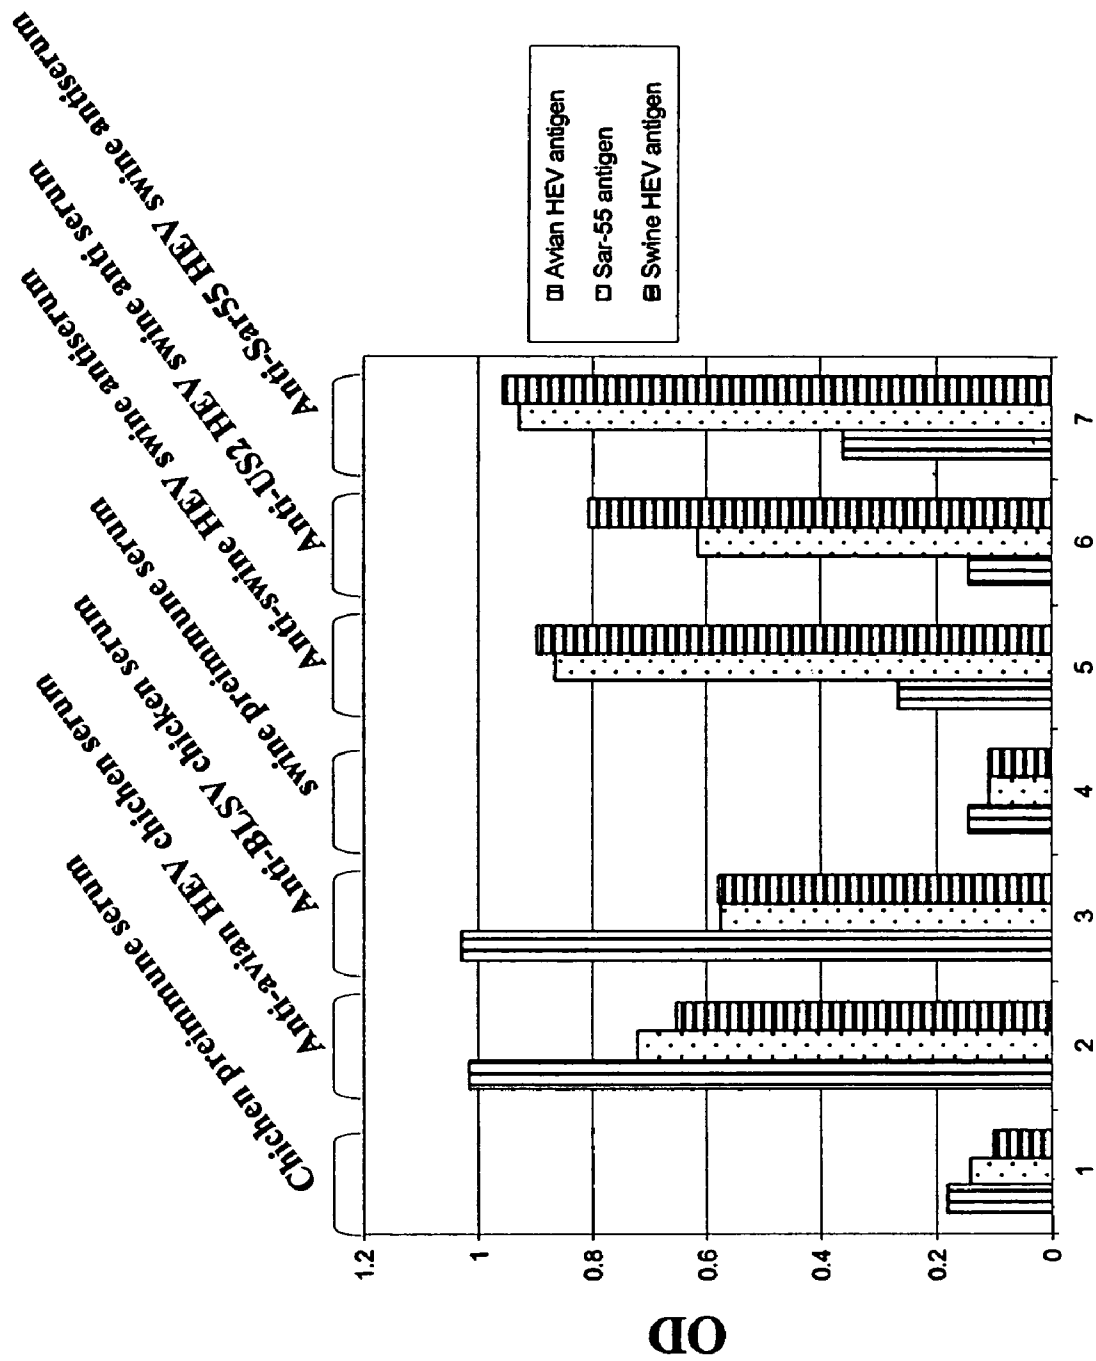 Chichen preimmune serum
Anti-avian HEV chichen serum
Anti-BLSV chicken serum
swine preimmune serum
Anti-swine HEV swine antiserum
Anti-US2 HEV swine anti serum
Anti-Sar55 HEV swine antiserum
OD
1.2
1
0.8
0.6
0.4
0.2
0
1
2
3
4
5
6
7
Avian HEV antigen
Sar-55 antigen
Swine HEV antigen